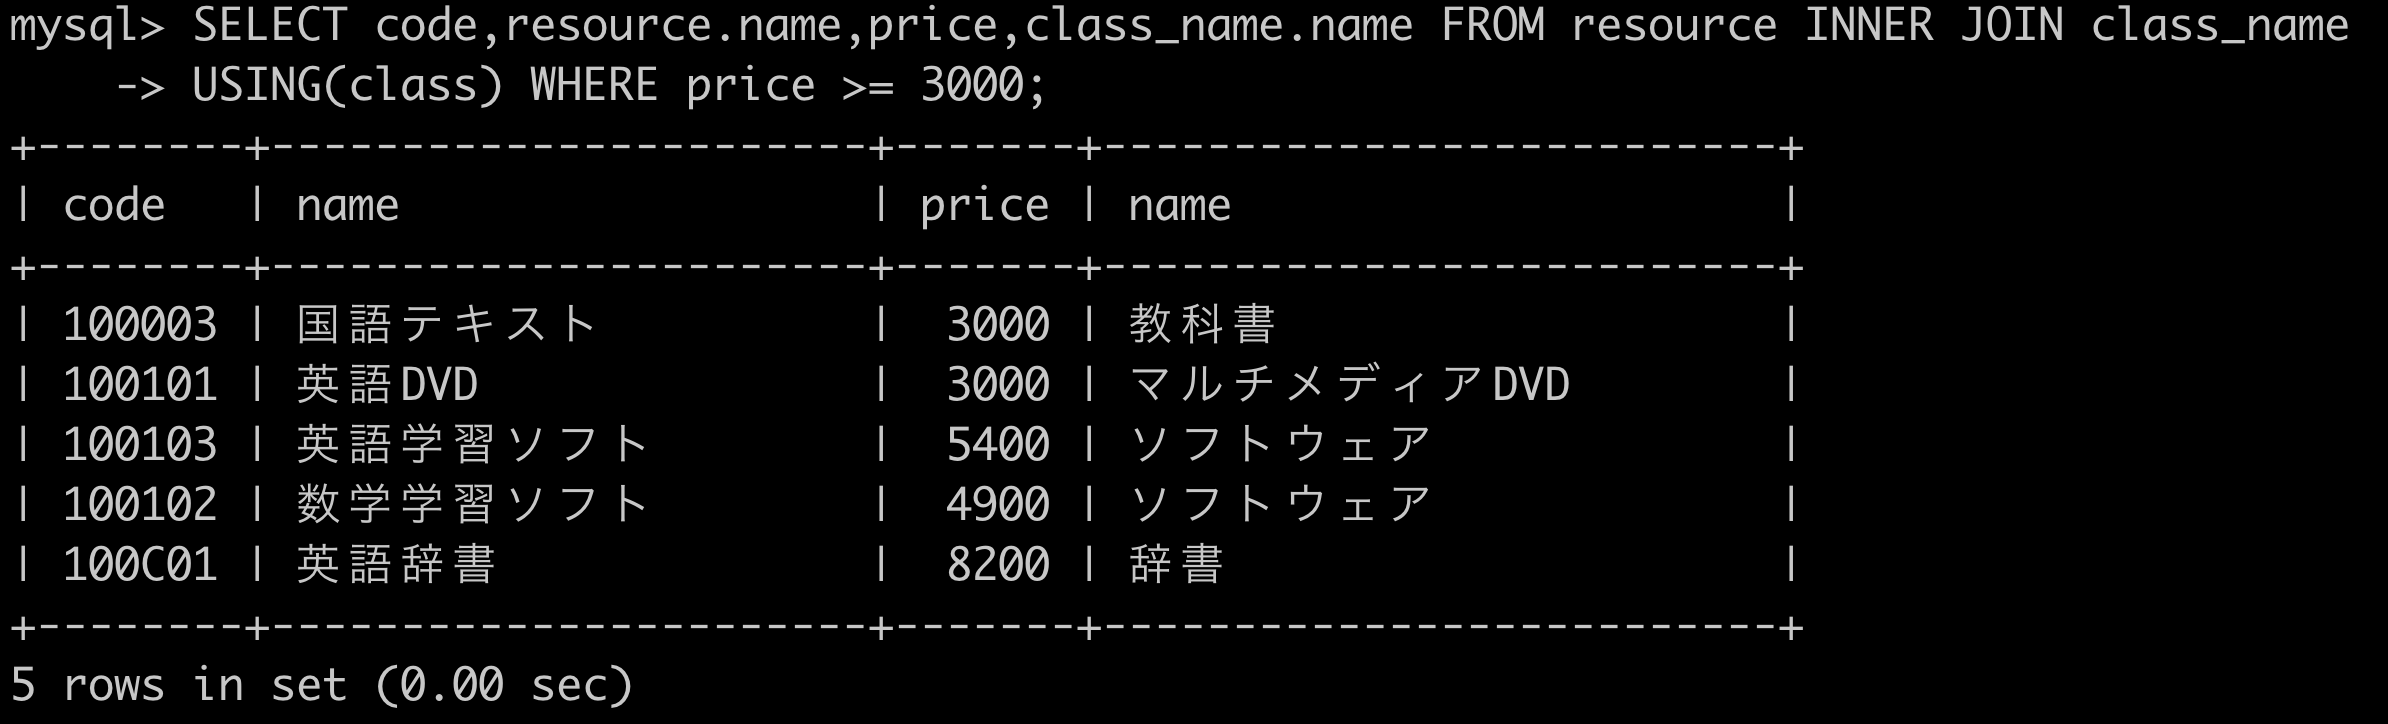 mysql> SELECT code,resource.name,price,class_name.name FROM resource INNER JOIN class_name
    -> USING(class) WHERE price >= 3000;
+--------+-----------------------+-------+--------------------------+
| code   | name                  | price | name                     |
+--------+-----------------------+-------+--------------------------+
| 100003 | 国語テキスト          |  3000 | 教科書                   |
| 100101 | 英語DVD               |  3000 | マルチメディアDVD        |
| 100103 | 英語学習ソフト        |  5400 | ソフトウェア             |
| 100102 | 数学学習ソフト        |  4900 | ソフトウェア             |
| 100C01 | 英語辞書              |  8200 | 辞書                     |
+--------+-----------------------+-------+--------------------------+
5 rows in set (0.00 sec)